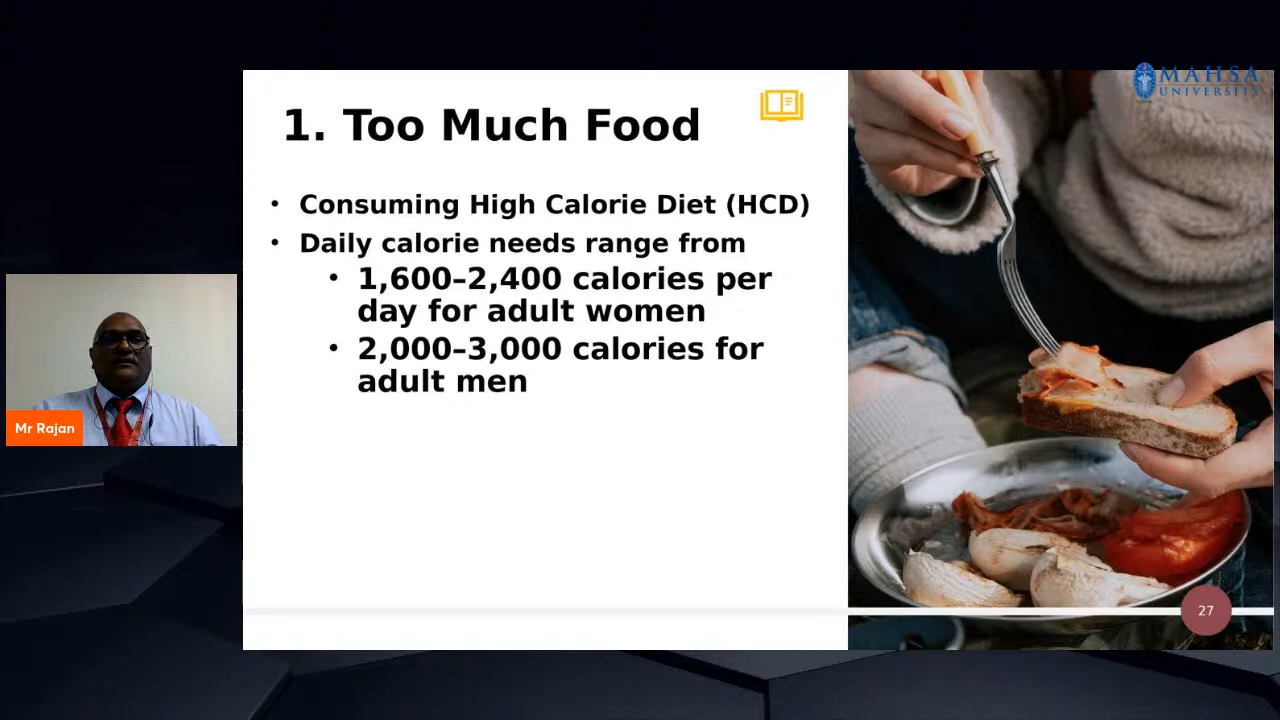 MAHSA
UNIVERSITY
1. Too Much Food
• Consuming High Calorie Diet (HCD)
• Daily calorie needs range from
• 1,600–2,400 calories per
day for adult women
• 2,000–3,000 calories for
adult men
Mr Rajan
27